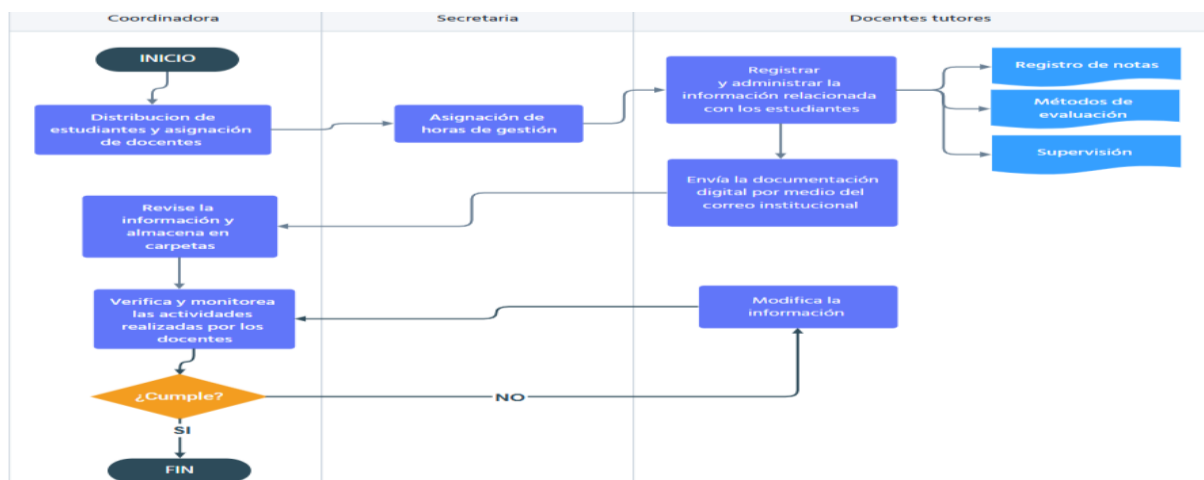 Coordinadora
Secretaria
Docentes tutores
INICIO
Distribucion de
estudiantes y asignación
de docentes
Asignación de
horas de gestión
Registrar
y administrar la
información relacionada
con los estudiantes
Registro de notas
Métodos de
evaluación
Supervisión
Envía la documentación
digital por medio del
correo institucional
Revise la
información y
almacena en
carpetas
Verifica y monitorea
las actividades
realizadas por los
docentes
Modifica la
información
¿Cumple?
NO
SI
FIN